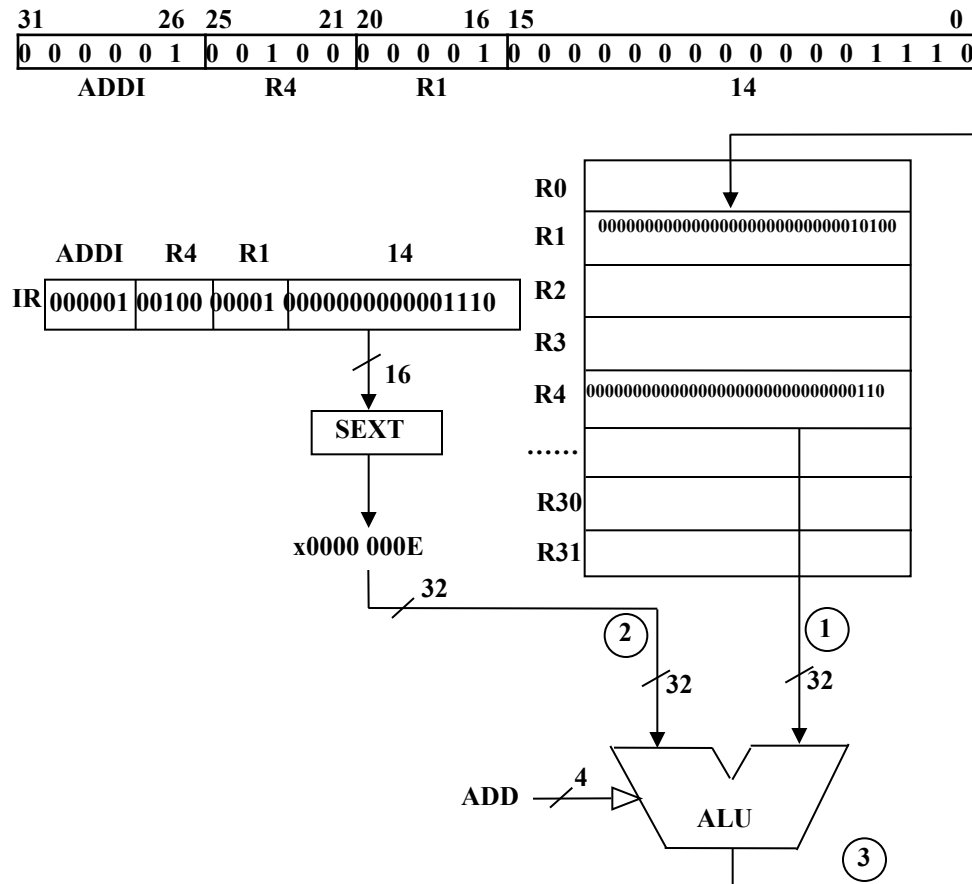 31 26 25 21 20 16 15 0
0 0 0 0 0 1 0 0 1 0 0 0 0 0 0 1 0 0 0 0 0 0 0 0 0 0 0 0 1 1 1 0
ADDI R4 R1 14
R0
R1 00000000000000000000000000010100
R2
R3
R4 00000000000000000000000000000110
......
R30
R31
ADDI R4 R1 14
IR 000001 00100 00001 0000000000001110
16
SEXT
x0000 000E
32
2
1
32
32
ADD 4
ALU
3